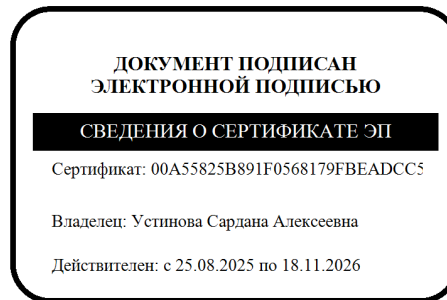 ДОКУМЕНТ ПОДПИСАН
ЭЛЕКТРОННОЙ ПОДПИСЬЮ
СВЕДЕНИЯ О СЕРТИФИКАТЕ ЭП
Сертификат: 00A55825B891F0568179FBEADCC5
Владелец: Устинова Сардана Алексеевна
Действителен: с 25.08.2025 по 18.11.2026